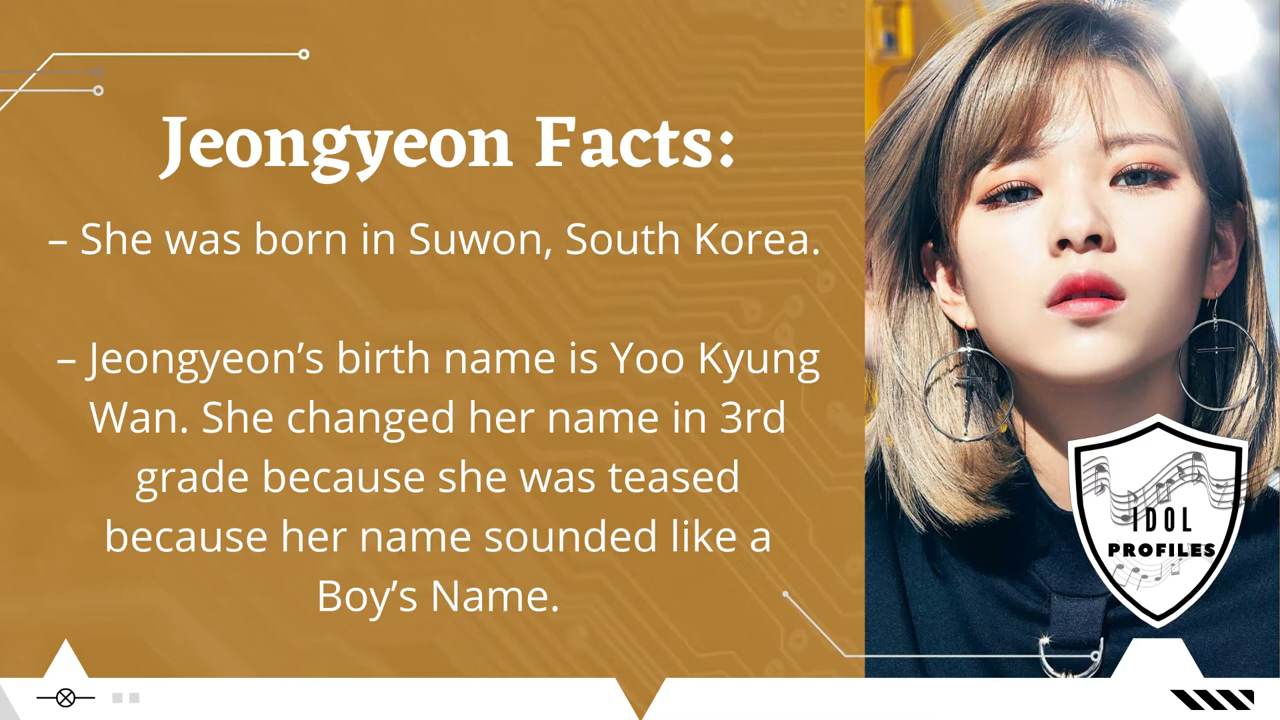 Jeongyeon Facts:
– She was born in Suwon, South Korea.
– Jeongyeon’s birth name is Yoo Kyung
Wan. She changed her name in 3rd
grade because she was teased
because her name sounded like a
Boy’s Name.
IDOL
PROFILES